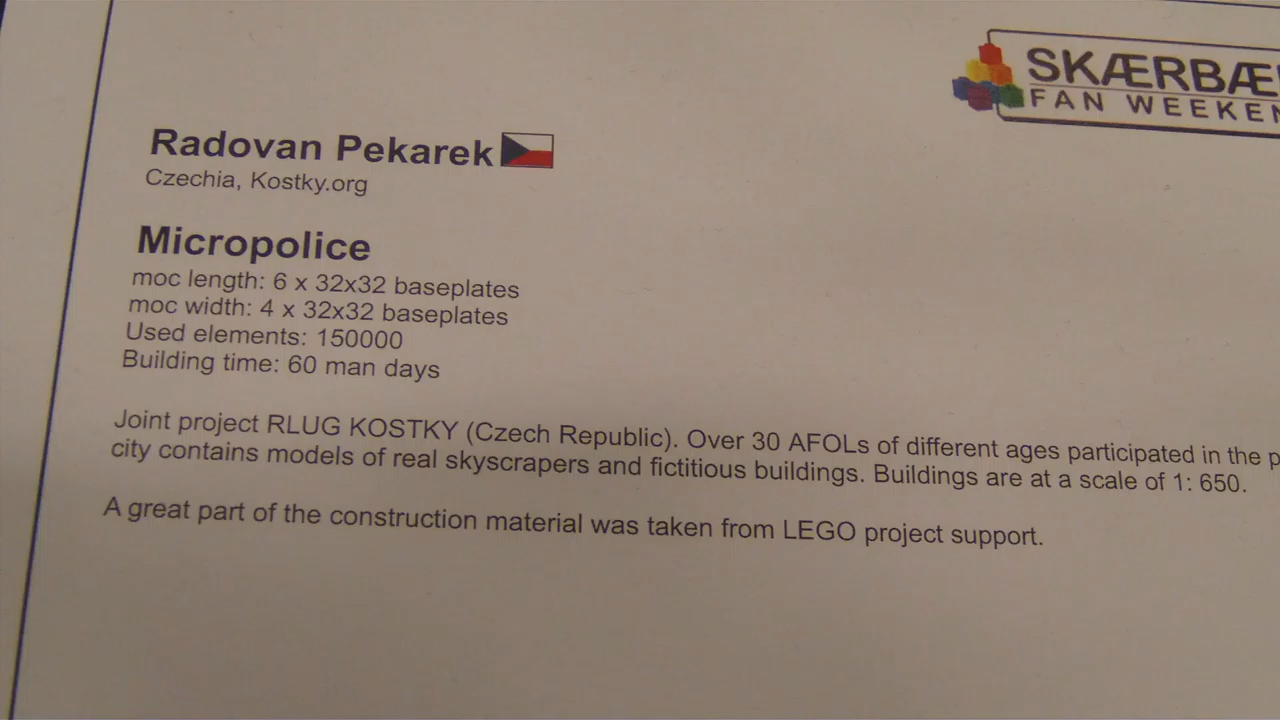 SKÆRBÆ
FAN WEEKEN
Radovan Pekarek
Czechia, Kostky.org
Micropolice
moc length: 6 x 32x32 baseplates
moc width: 4 x 32x32 baseplates
Used elements: 150000
Building time: 60 man days
Joint project RLUG KOSTKY (Czech Republic). Over 30 AFOLs of different ages participated in the p
city contains models of real skyscrapers and fictitious buildings. Buildings are at a scale of 1: 650.
A great part of the construction material was taken from LEGO project support.